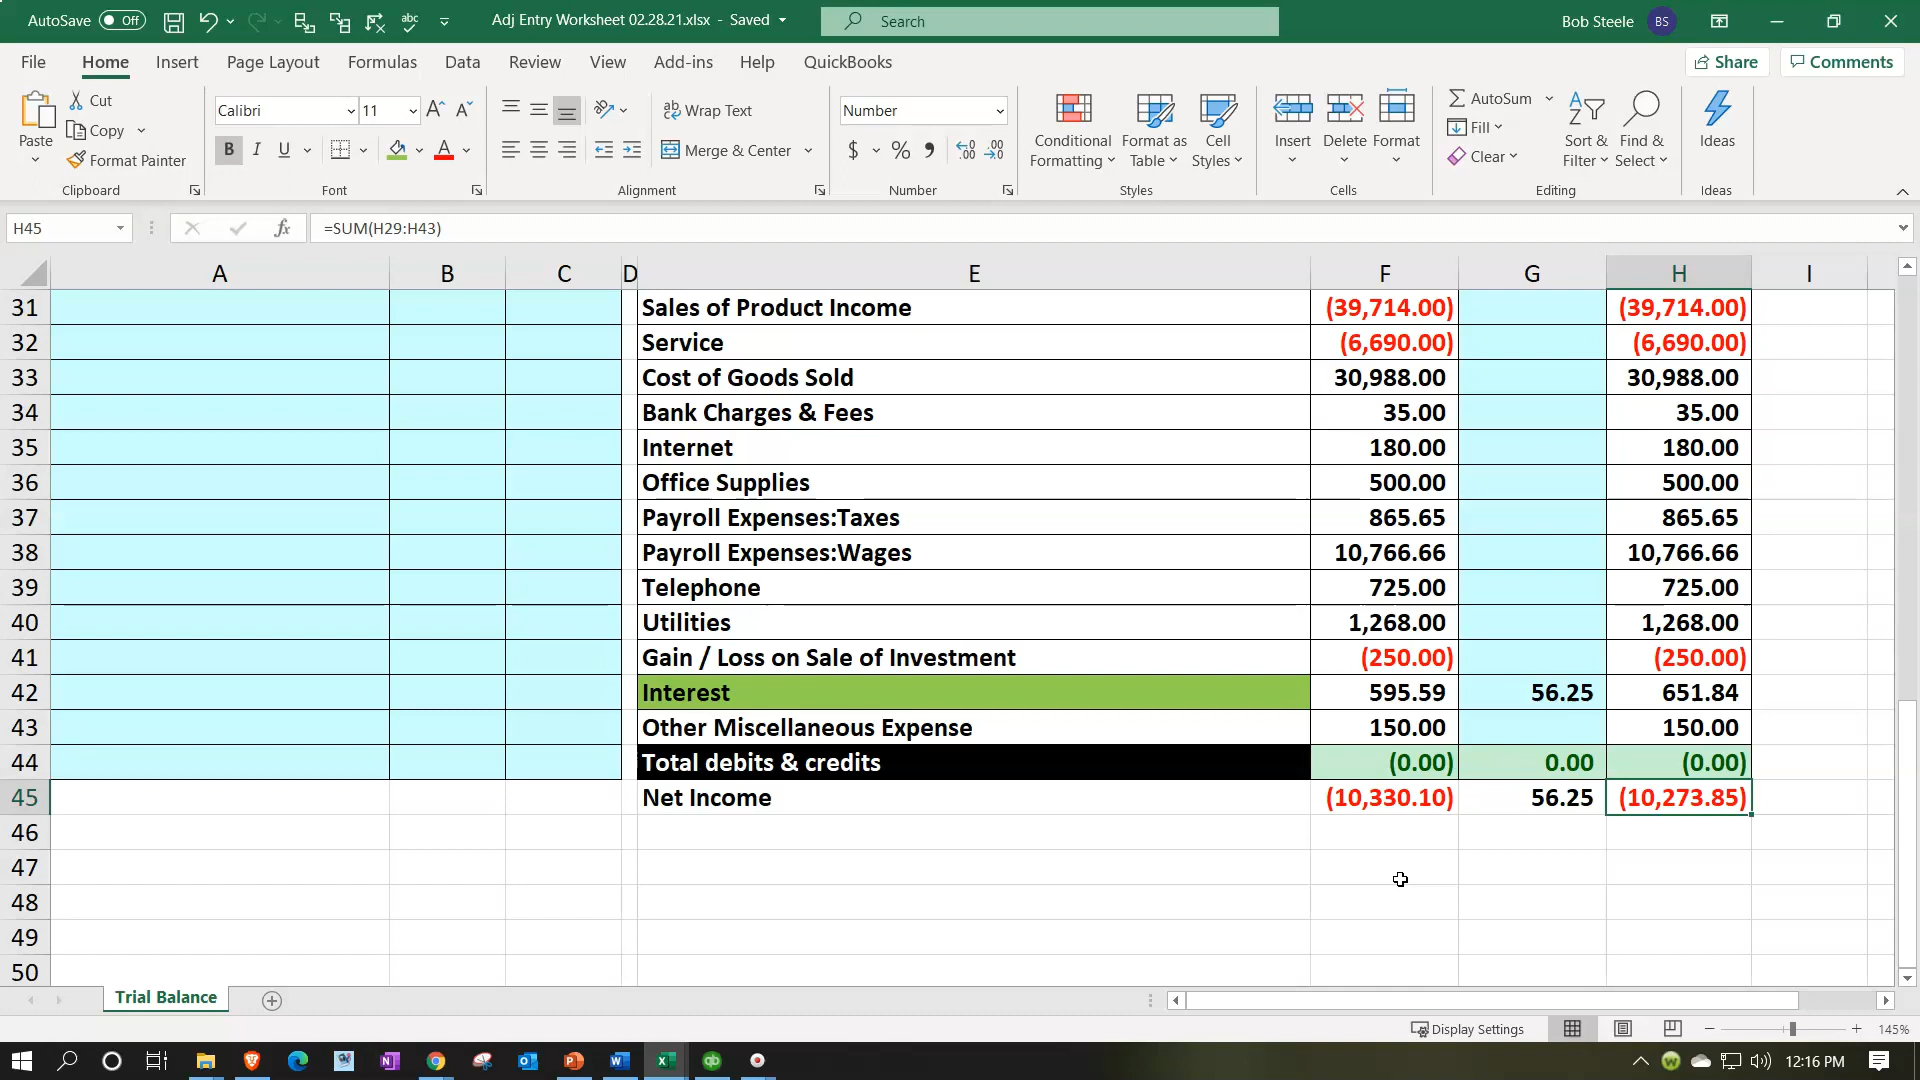 AutoSave Off Adj Entry Worksheet 02.28.21.xlsx - Saved Search Bob Steele BS
File Home Insert Page Layout Formulas Data Review View Add-ins Help QuickBooks Share Comments
Paste Cut Copy Format Painter Clipboard
Calibri 11 A A B I U A Font
Wrap Text Merge & Center Alignment
Number $ % Number
Conditional Formatting Format as Table Cell Styles Styles
Insert Delete Format Cells
AutoSum Fill Clear Sort & Filter Find & Select Editing
Ideas Ideas
H45 fx =SUM(H29:H43)
A B C D E F G H I
31 Sales of Product Income (39,714.00) (39,714.00)
32 Service (6,690.00) (6,690.00)
33 Cost of Goods Sold 30,988.00 30,988.00
34 Bank Charges & Fees 35.00 35.00
35 Internet 180.00 180.00
36 Office Supplies 500.00 500.00
37 Payroll Expenses:Taxes 865.65 865.65
38 Payroll Expenses:Wages 10,766.66 10,766.66
39 Telephone 725.00 725.00
40 Utilities 1,268.00 1,268.00
41 Gain / Loss on Sale of Investment (250.00) (250.00)
42 Interest 595.59 56.25 651.84
43 Other Miscellaneous Expense 150.00 150.00
44 Total debits & credits (0.00) 0.00 (0.00)
45 Net Income (10,330.10) 56.25 (10,273.85)
46
47
48
49
50
Trial Balance
Display Settings 145%
12:16 PM